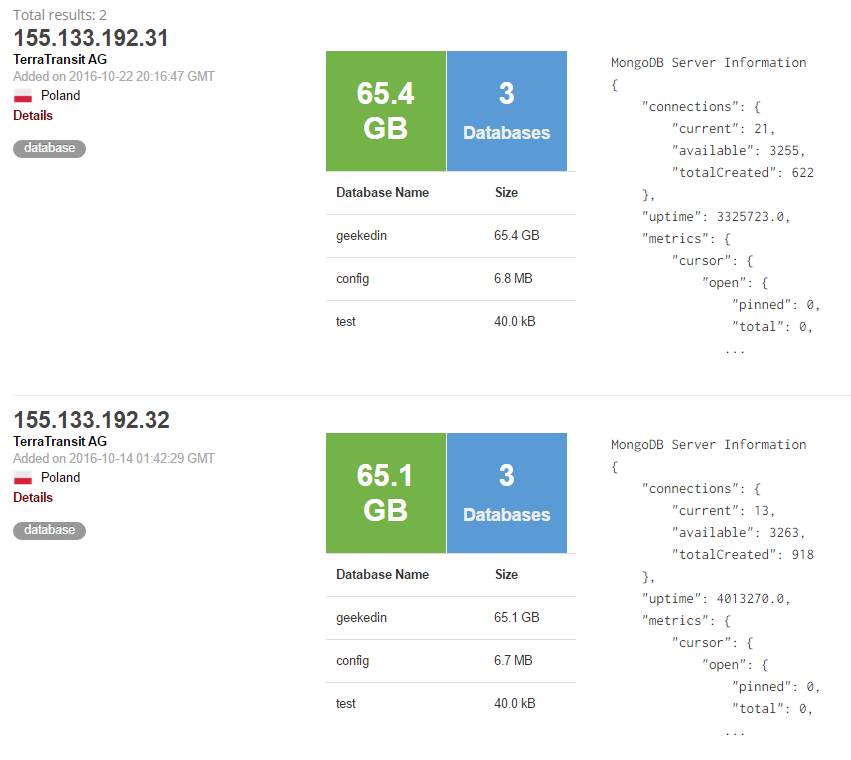 Total results: 2
155.133.192.31
TerraTransit AG
Added on 2016-10-22 20:16:47 GMT
Poland
Details
database
65.4
GB
3
Databases
Database Name Size
geekedin 65.4 GB
config 6.8 MB
test 40.0 kB
MongoDB Server Information
{
"connections": {
"current": 21,
"available": 3255,
"totalCreated": 622
},
"uptime": 3325723.0,
"metrics": {
"cursor": {
"open": {
"pinned": 0,
"total": 0,
...
155.133.192.32
TerraTransit AG
Added on 2016-10-14 01:42:29 GMT
Poland
Details
database
65.1
GB
3
Databases
Database Name Size
geekedin 65.1 GB
config 6.7 MB
test 40.0 kB
MongoDB Server Information
{
"connections": {
"current": 13,
"available": 3263,
"totalCreated": 918
},
"uptime": 4013270.0,
"metrics": {
"cursor": {
"open": {
"pinned": 0,
"total": 0,
...